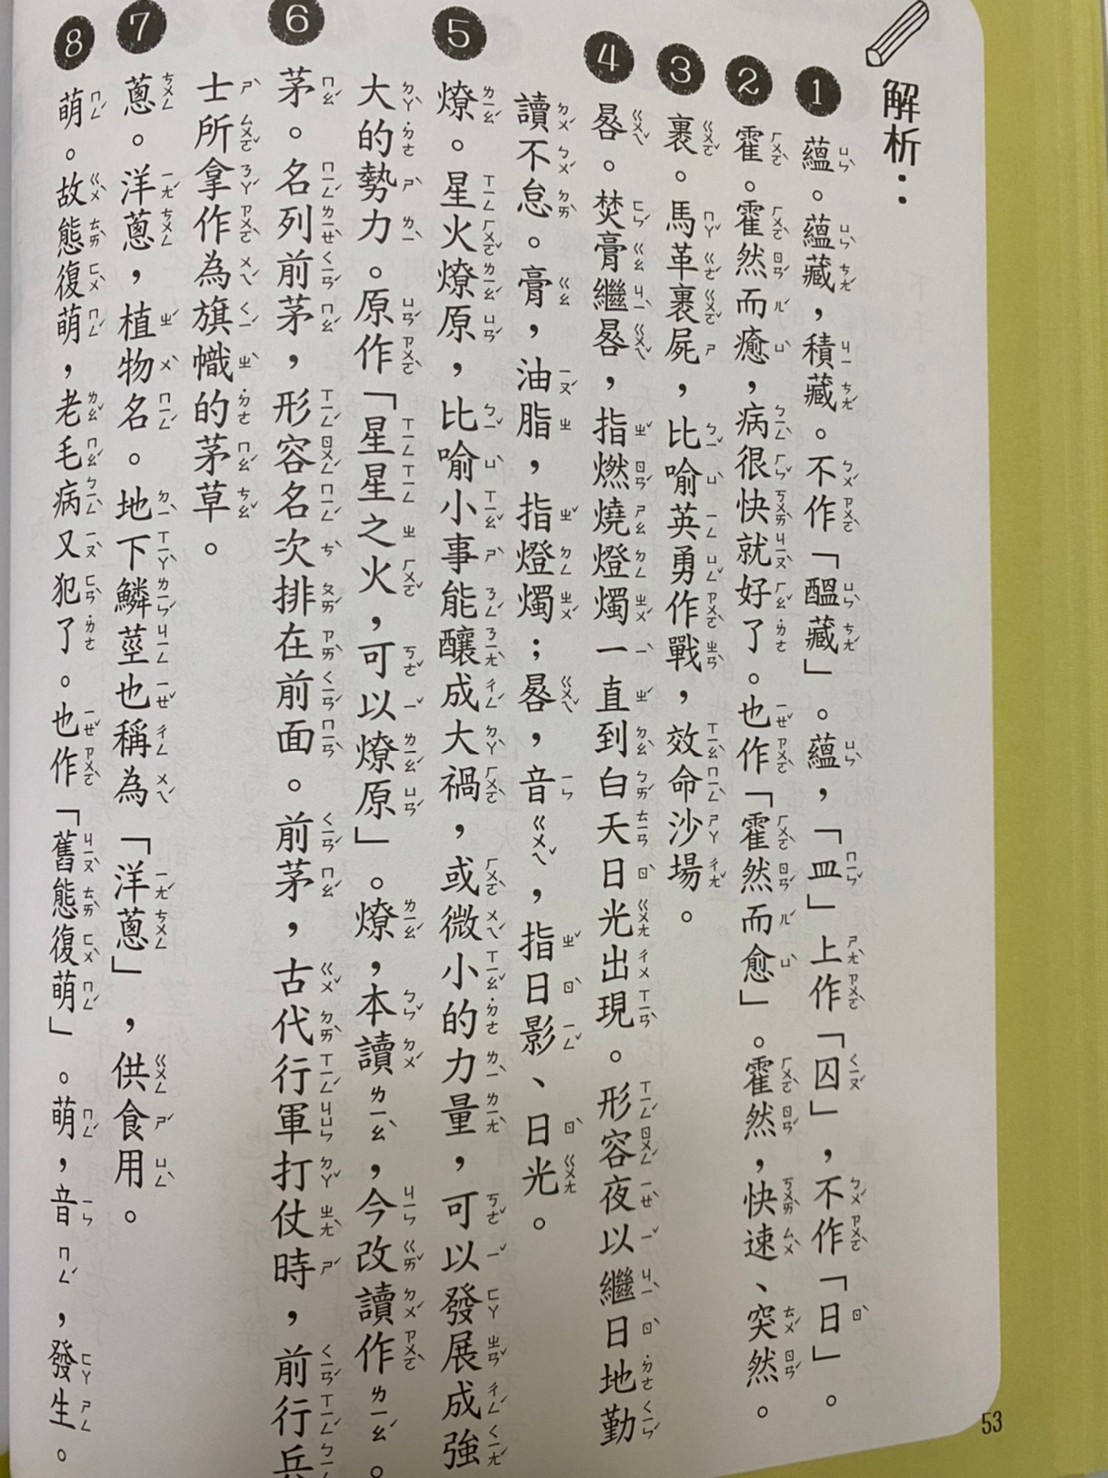 解析：
❶ 蘊。蘊藏，積藏。不作「醞藏」。蘊，「皿」上作「囚」，不作「日」。
❷ 霍。霍然而癒，病很快就好了。也作「霍然而愈」。霍然，快速、突然。
❸ 裹。馬革裹屍，比喻英勇作戰，效命沙場。
❹ 晷。焚膏繼晷，指燃燒燈燭一直到白天日光出現。形容夜以繼日地勤
讀不怠。膏，油脂，指燈燭；晷，音ㄍㄨㄟˇ，指日影、日光。
❺ 燎。星火燎原，比喻小事能釀成大禍，或微小的力量，可以發展成強
大的勢力。原作「星星之火，可以燎原」。燎，本讀ㄌㄧㄠˋ，今改讀作ㄌㄧㄠˊ。
❻ 茅。名列前茅，形容名次排在前面。前茅，古代行軍打仗時，前行兵
士所拿作為旗幟的茅草。
❼ 蔥。洋蔥，植物名。地下鱗莖也稱為「洋蔥」，供食用。
❽ 萌。故態復萌，老毛病又犯了。也作「舊態復萌」。萌，音ㄇㄥˊ，發生。
53